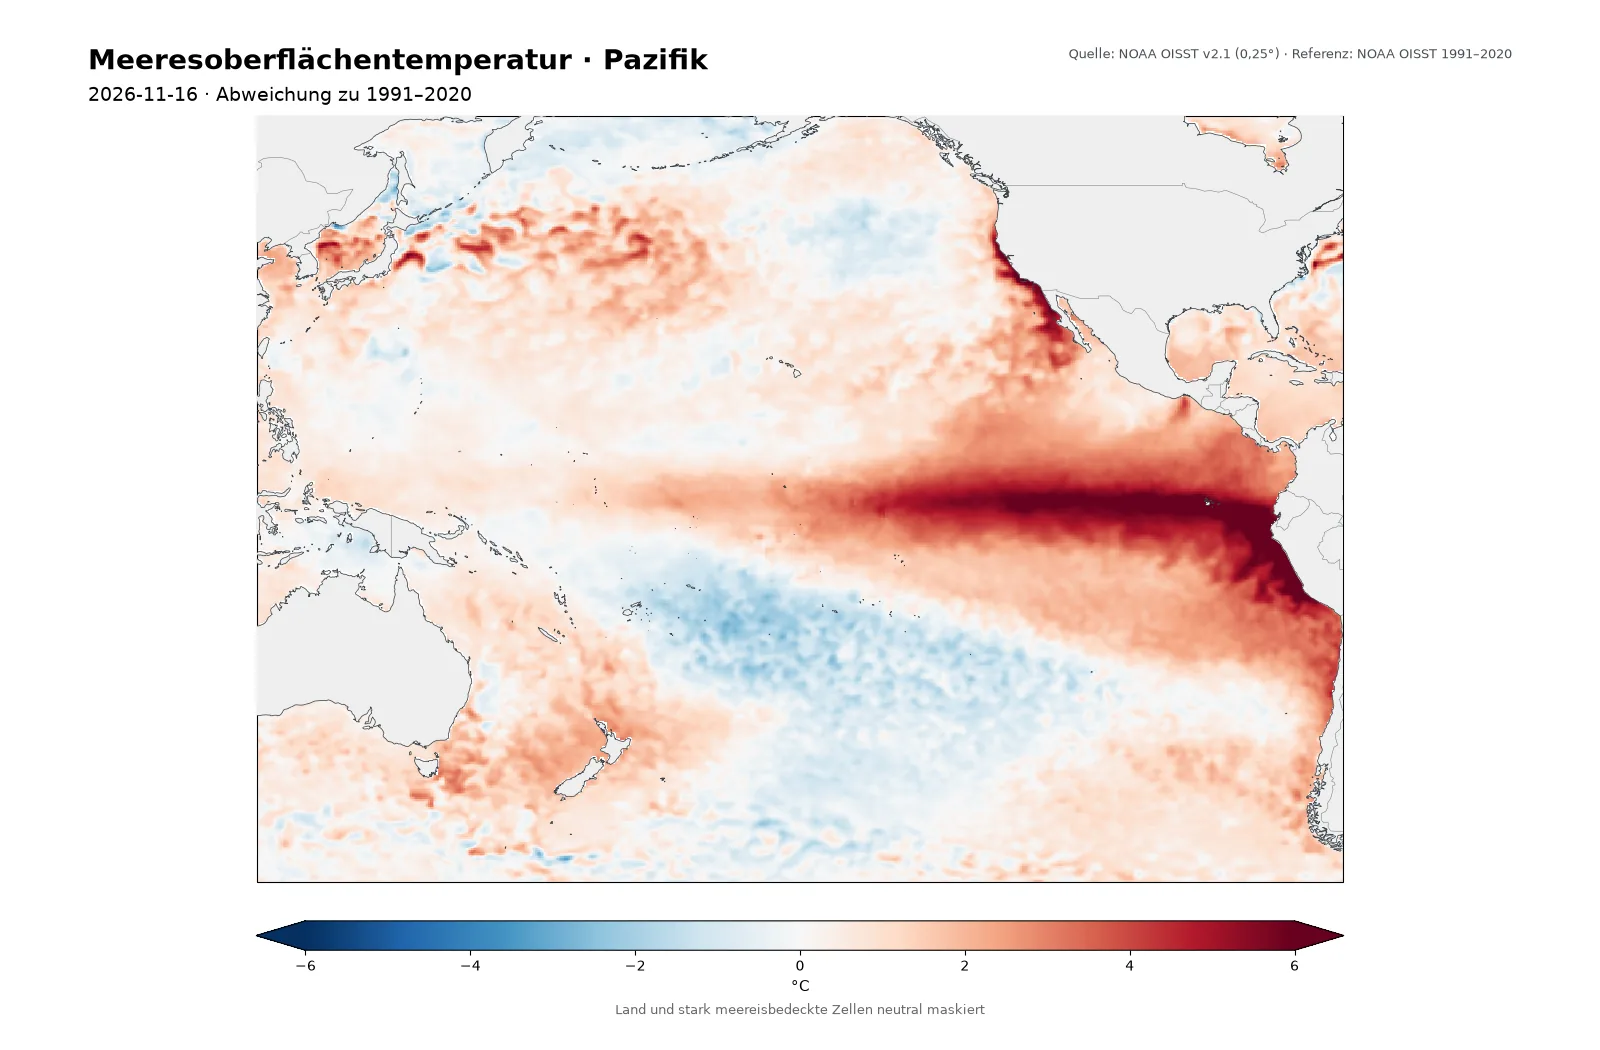 Meeresoberflächentemperatur · Pazifik
Quelle: NOAA OISST v2.1 (0,25°) · Referenz: NOAA OISST 1991–2020
2026-11-16 · Abweichung zu 1991–2020
−6 −4 −2 0 2 4 6
°C
Land und stark meereisbedeckte Zellen neutral maskiert